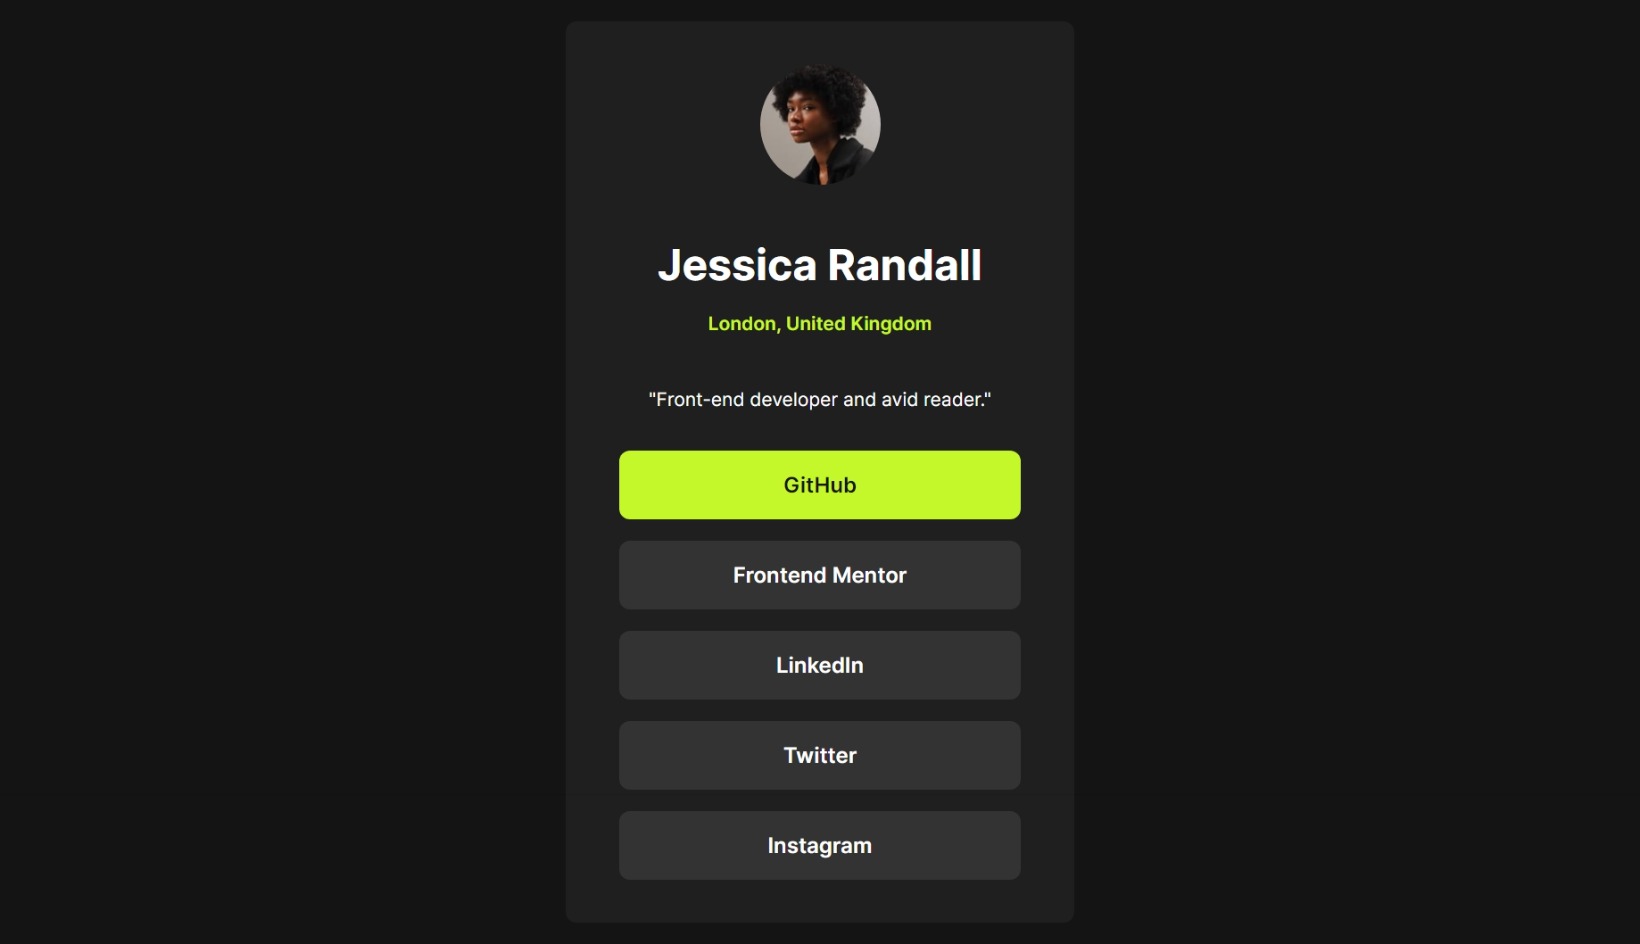 Jessica Randall
London, United Kingdom
"Front-end developer and avid reader."
GitHub
Frontend Mentor
LinkedIn
Twitter
Instagram